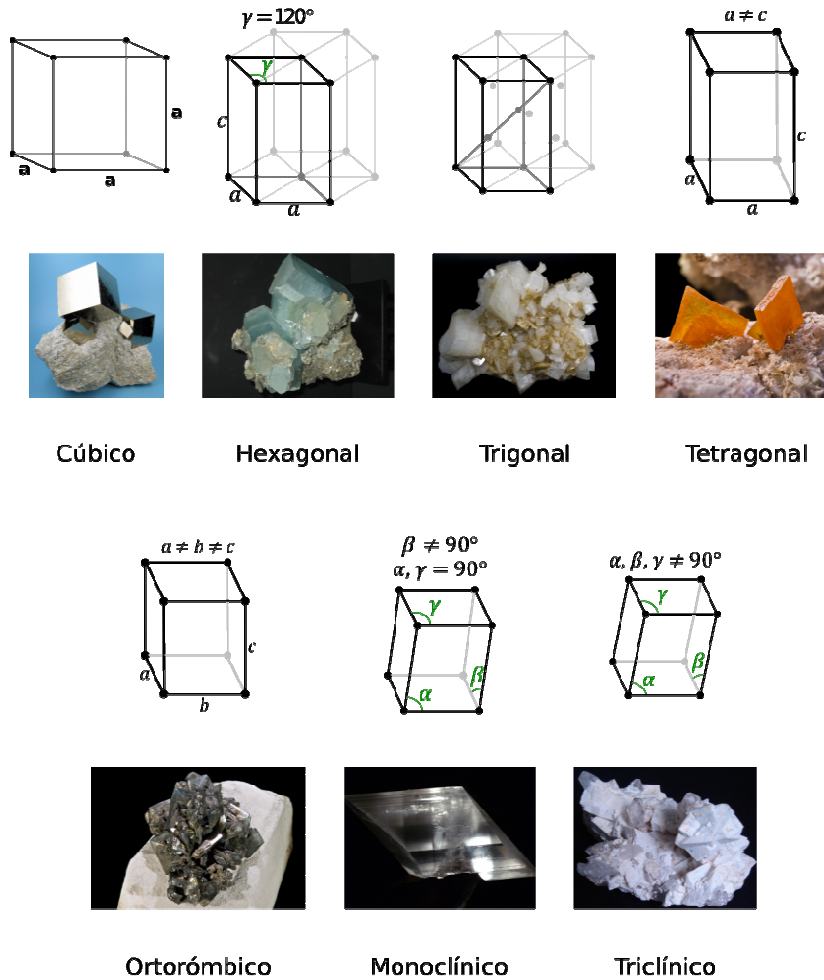 γ = 120°
a ≠ c
γ
a
c
c
a
a
a
a
a
a
Cúbico
Hexagonal
Trigonal
Tetragonal
a ≠ b ≠ c
β ≠ 90°
α, γ = 90°
α, β, γ ≠ 90°
γ
γ
c
a
β
β
α
α
b
Ortorómbico
Monoclínico
Triclínico